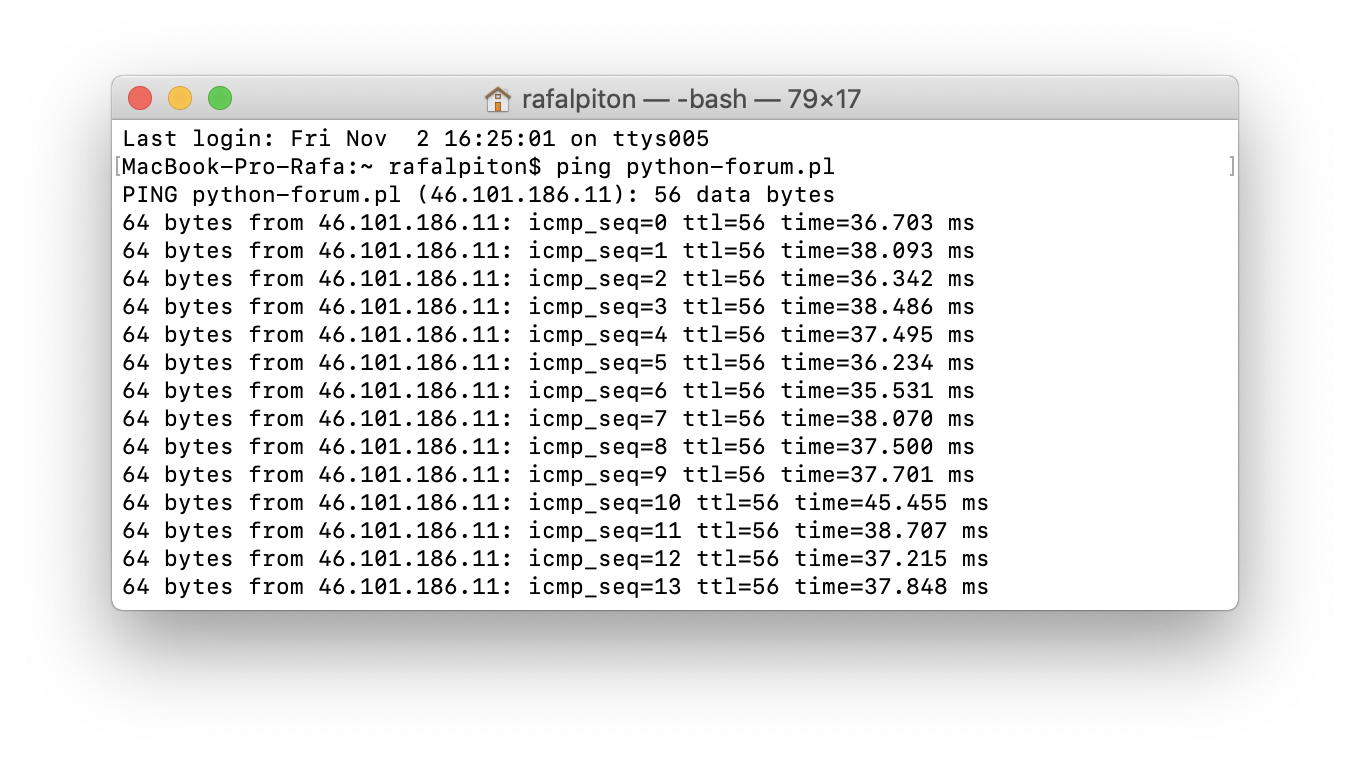 rafalpiton — -bash — 79×17
Last login: Fri Nov  2 16:25:01 on ttys005
[MacBook-Pro-Rafa:~ rafalpiton$ ping python-forum.pl ]
PING python-forum.pl (46.101.186.11): 56 data bytes
64 bytes from 46.101.186.11: icmp_seq=0 ttl=56 time=36.703 ms
64 bytes from 46.101.186.11: icmp_seq=1 ttl=56 time=38.093 ms
64 bytes from 46.101.186.11: icmp_seq=2 ttl=56 time=36.342 ms
64 bytes from 46.101.186.11: icmp_seq=3 ttl=56 time=38.486 ms
64 bytes from 46.101.186.11: icmp_seq=4 ttl=56 time=37.495 ms
64 bytes from 46.101.186.11: icmp_seq=5 ttl=56 time=36.234 ms
64 bytes from 46.101.186.11: icmp_seq=6 ttl=56 time=35.531 ms
64 bytes from 46.101.186.11: icmp_seq=7 ttl=56 time=38.070 ms
64 bytes from 46.101.186.11: icmp_seq=8 ttl=56 time=37.500 ms
64 bytes from 46.101.186.11: icmp_seq=9 ttl=56 time=37.701 ms
64 bytes from 46.101.186.11: icmp_seq=10 ttl=56 time=45.455 ms
64 bytes from 46.101.186.11: icmp_seq=11 ttl=56 time=38.707 ms
64 bytes from 46.101.186.11: icmp_seq=12 ttl=56 time=37.215 ms
64 bytes from 46.101.186.11: icmp_seq=13 ttl=56 time=37.848 ms